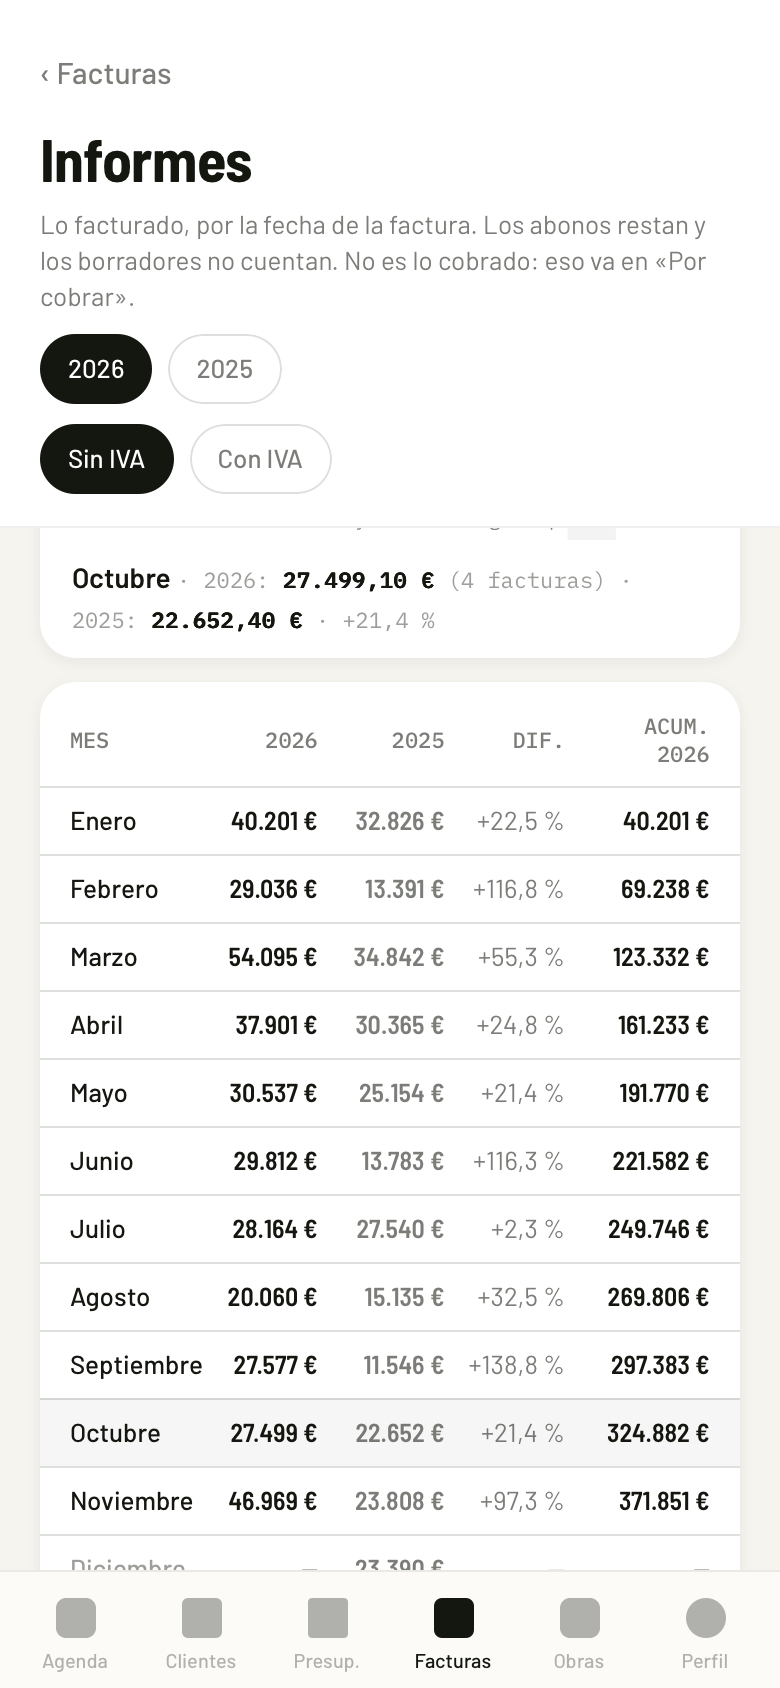 ‹ Facturas
Informes
Lo facturado, por la fecha de la factura. Los abonos restan y
los borradores no cuentan. No es lo cobrado: eso va en «Por
cobrar».
2026 2025
Sin IVA Con IVA
Octubre · 2026: 27.499,10 € (4 facturas) ·
2025: 22.652,40 € · +21,4 %
MES 2026 2025 DIF. ACUM.
2026
Enero 40.201 € 32.826 € +22,5 % 40.201 €
Febrero 29.036 € 13.391 € +116,8 % 69.238 €
Marzo 54.095 € 34.842 € +55,3 % 123.332 €
Abril 37.901 € 30.365 € +24,8 % 161.233 €
Mayo 30.537 € 25.154 € +21,4 % 191.770 €
Junio 29.812 € 13.783 € +116,3 % 221.582 €
Julio 28.164 € 27.540 € +2,3 % 249.746 €
Agosto 20.060 € 15.135 € +32,5 % 269.806 €
Septiembre 27.577 € 11.546 € +138,8 % 297.383 €
Octubre 27.499 € 22.652 € +21,4 % 324.882 €
Noviembre 46.969 € 23.808 € +97,3 % 371.851 €
Diciembre — 23.390 € — —
Agenda Clientes Presup. Facturas Obras Perfil